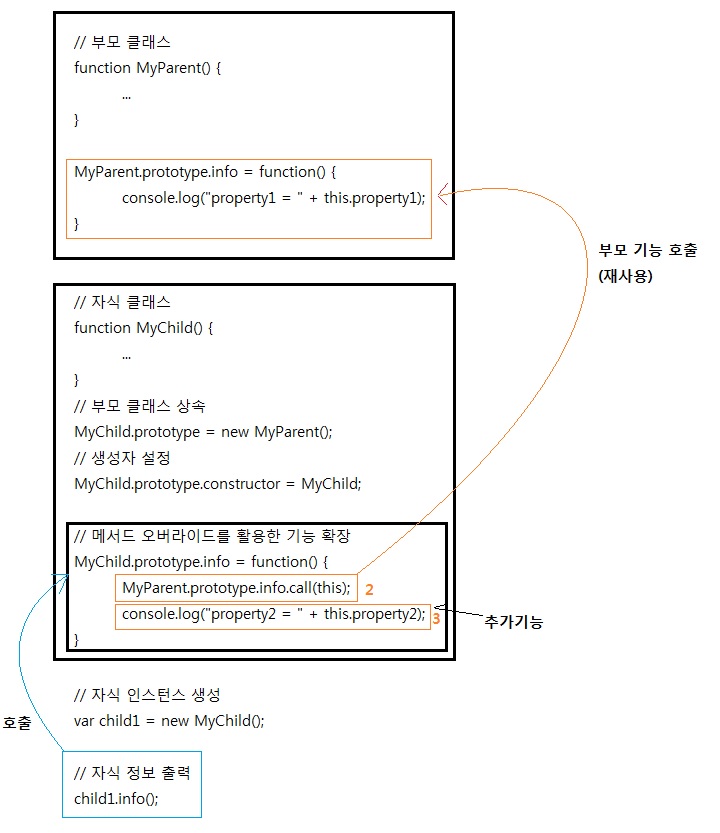 // 부모 클래스
function MyParent() {
...
}
MyParent.prototype.info = function() {
console.log("property1 = " + this.property1);
}
부모 기능 호출
(재사용)
// 자식 클래스
function MyChild() {
...
}
// 부모 클래스 상속
MyChild.prototype = new MyParent();
// 생성자 설정
MyChild.prototype.constructor = MyChild;
// 메서드 오버라이드를 활용한 기능 확장
MyChild.prototype.info = function() {
MyParent.prototype.info.call(this); 2
console.log("property2 = " + this.property2); 3
추가기능
}
// 자식 인스턴스 생성
var child1 = new MyChild();
호출
// 자식 정보 출력
child1.info();